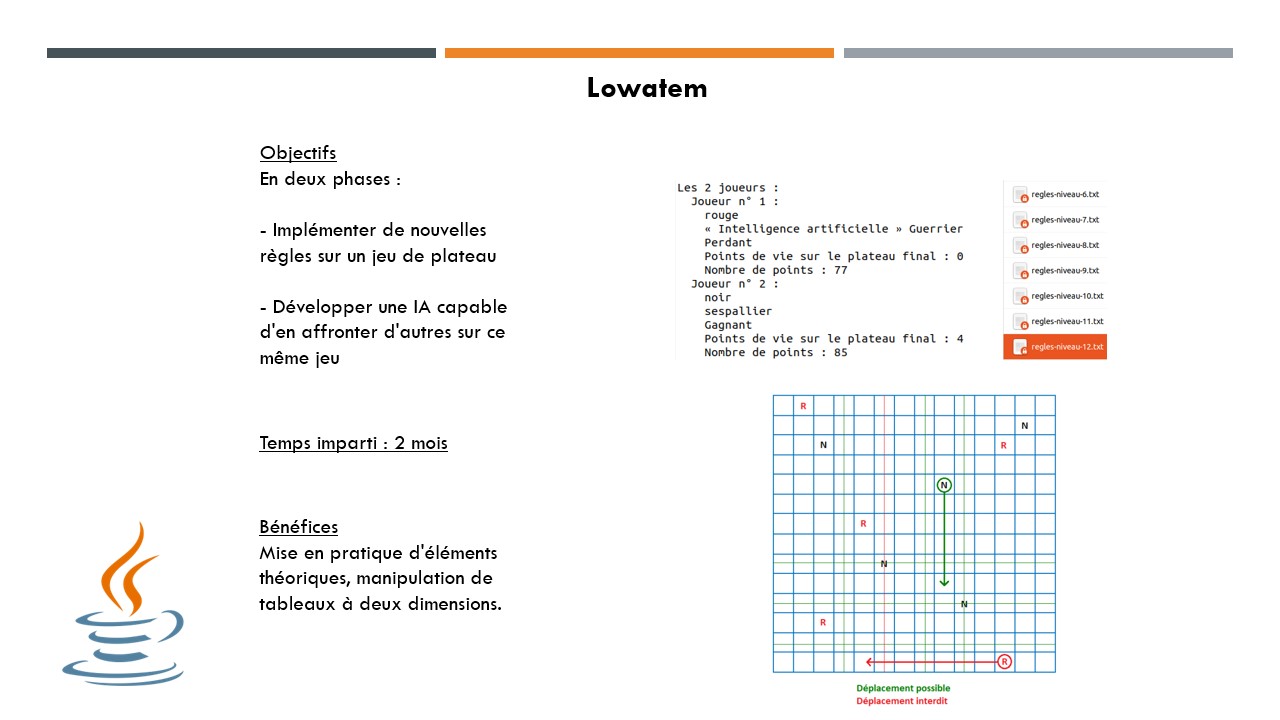 Lowatem
Objectifs
En deux phases :
- Implémenter de nouvelles
règles sur un jeu de plateau
- Développer une IA capable
d'en affronter d'autres sur ce
même jeu
Temps imparti : 2 mois
Bénéfices
Mise en pratique d'éléments
théoriques, manipulation de
tableaux à deux dimensions.
Les 2 joueurs :
Joueur n° 1 :
rouge
« Intelligence artificielle » Guerrier
Perdant
Points de vie sur le plateau final : 0
Nombre de points : 77
Joueur n° 2 :
noir
sespallier
Gagnant
Points de vie sur le plateau final : 4
Nombre de points : 85
regles-niveau-6.txt
regles-niveau-7.txt
regles-niveau-8.txt
regles-niveau-9.txt
regles-niveau-10.txt
regles-niveau-11.txt
regles-niveau-12.txt
R
N
N
R
N
R
N
N
R
R
Déplacement possible
Déplacement interdit